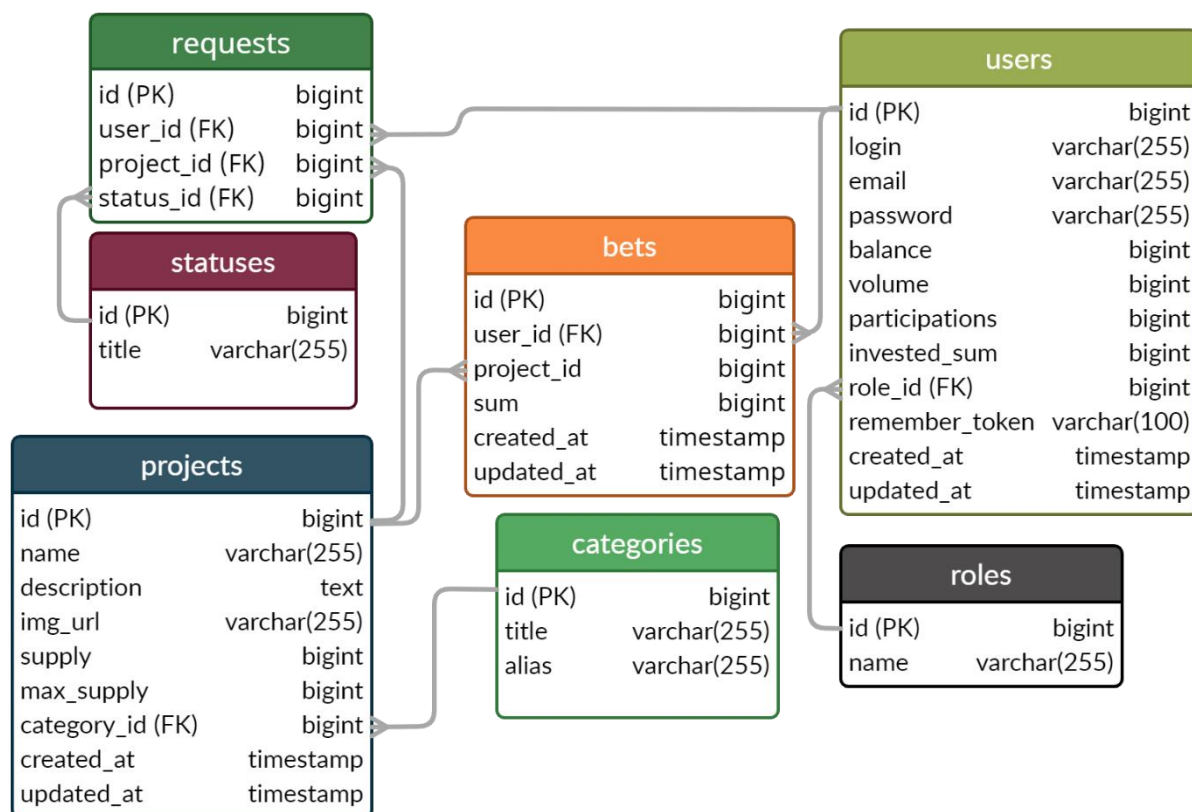 requests
id (PK) bigint
user_id (FK) bigint
project_id (FK) bigint
status_id (FK) bigint
statuses
id (PK) bigint
title varchar(255)
projects
id (PK) bigint
name varchar(255)
description text
img_url varchar(255)
supply bigint
max_supply bigint
category_id (FK) bigint
created_at timestamp
updated_at timestamp
bets
id (PK) bigint
user_id (FK) bigint
project_id bigint
sum bigint
created_at timestamp
updated_at timestamp
categories
id (PK) bigint
title varchar(255)
alias varchar(255)
users
id (PK) bigint
login varchar(255)
email varchar(255)
password varchar(255)
balance bigint
volume bigint
participations bigint
invested_sum bigint
role_id (FK) bigint
remember_token varchar(100)
created_at timestamp
updated_at timestamp
roles
id (PK) bigint
name varchar(255)